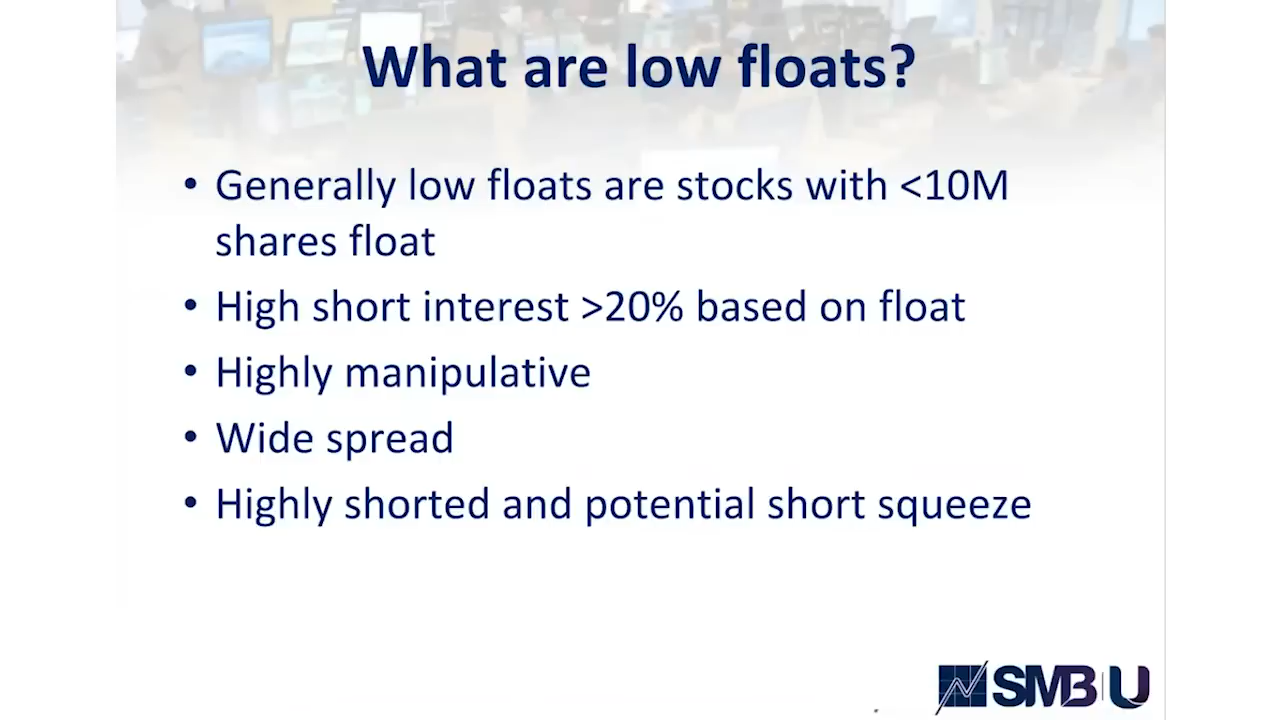 What are low floats?
• Generally low floats are stocks with <10M
shares float
• High short interest >20% based on float
• Highly manipulative
• Wide spread
• Highly shorted and potential short squeeze
SMB U